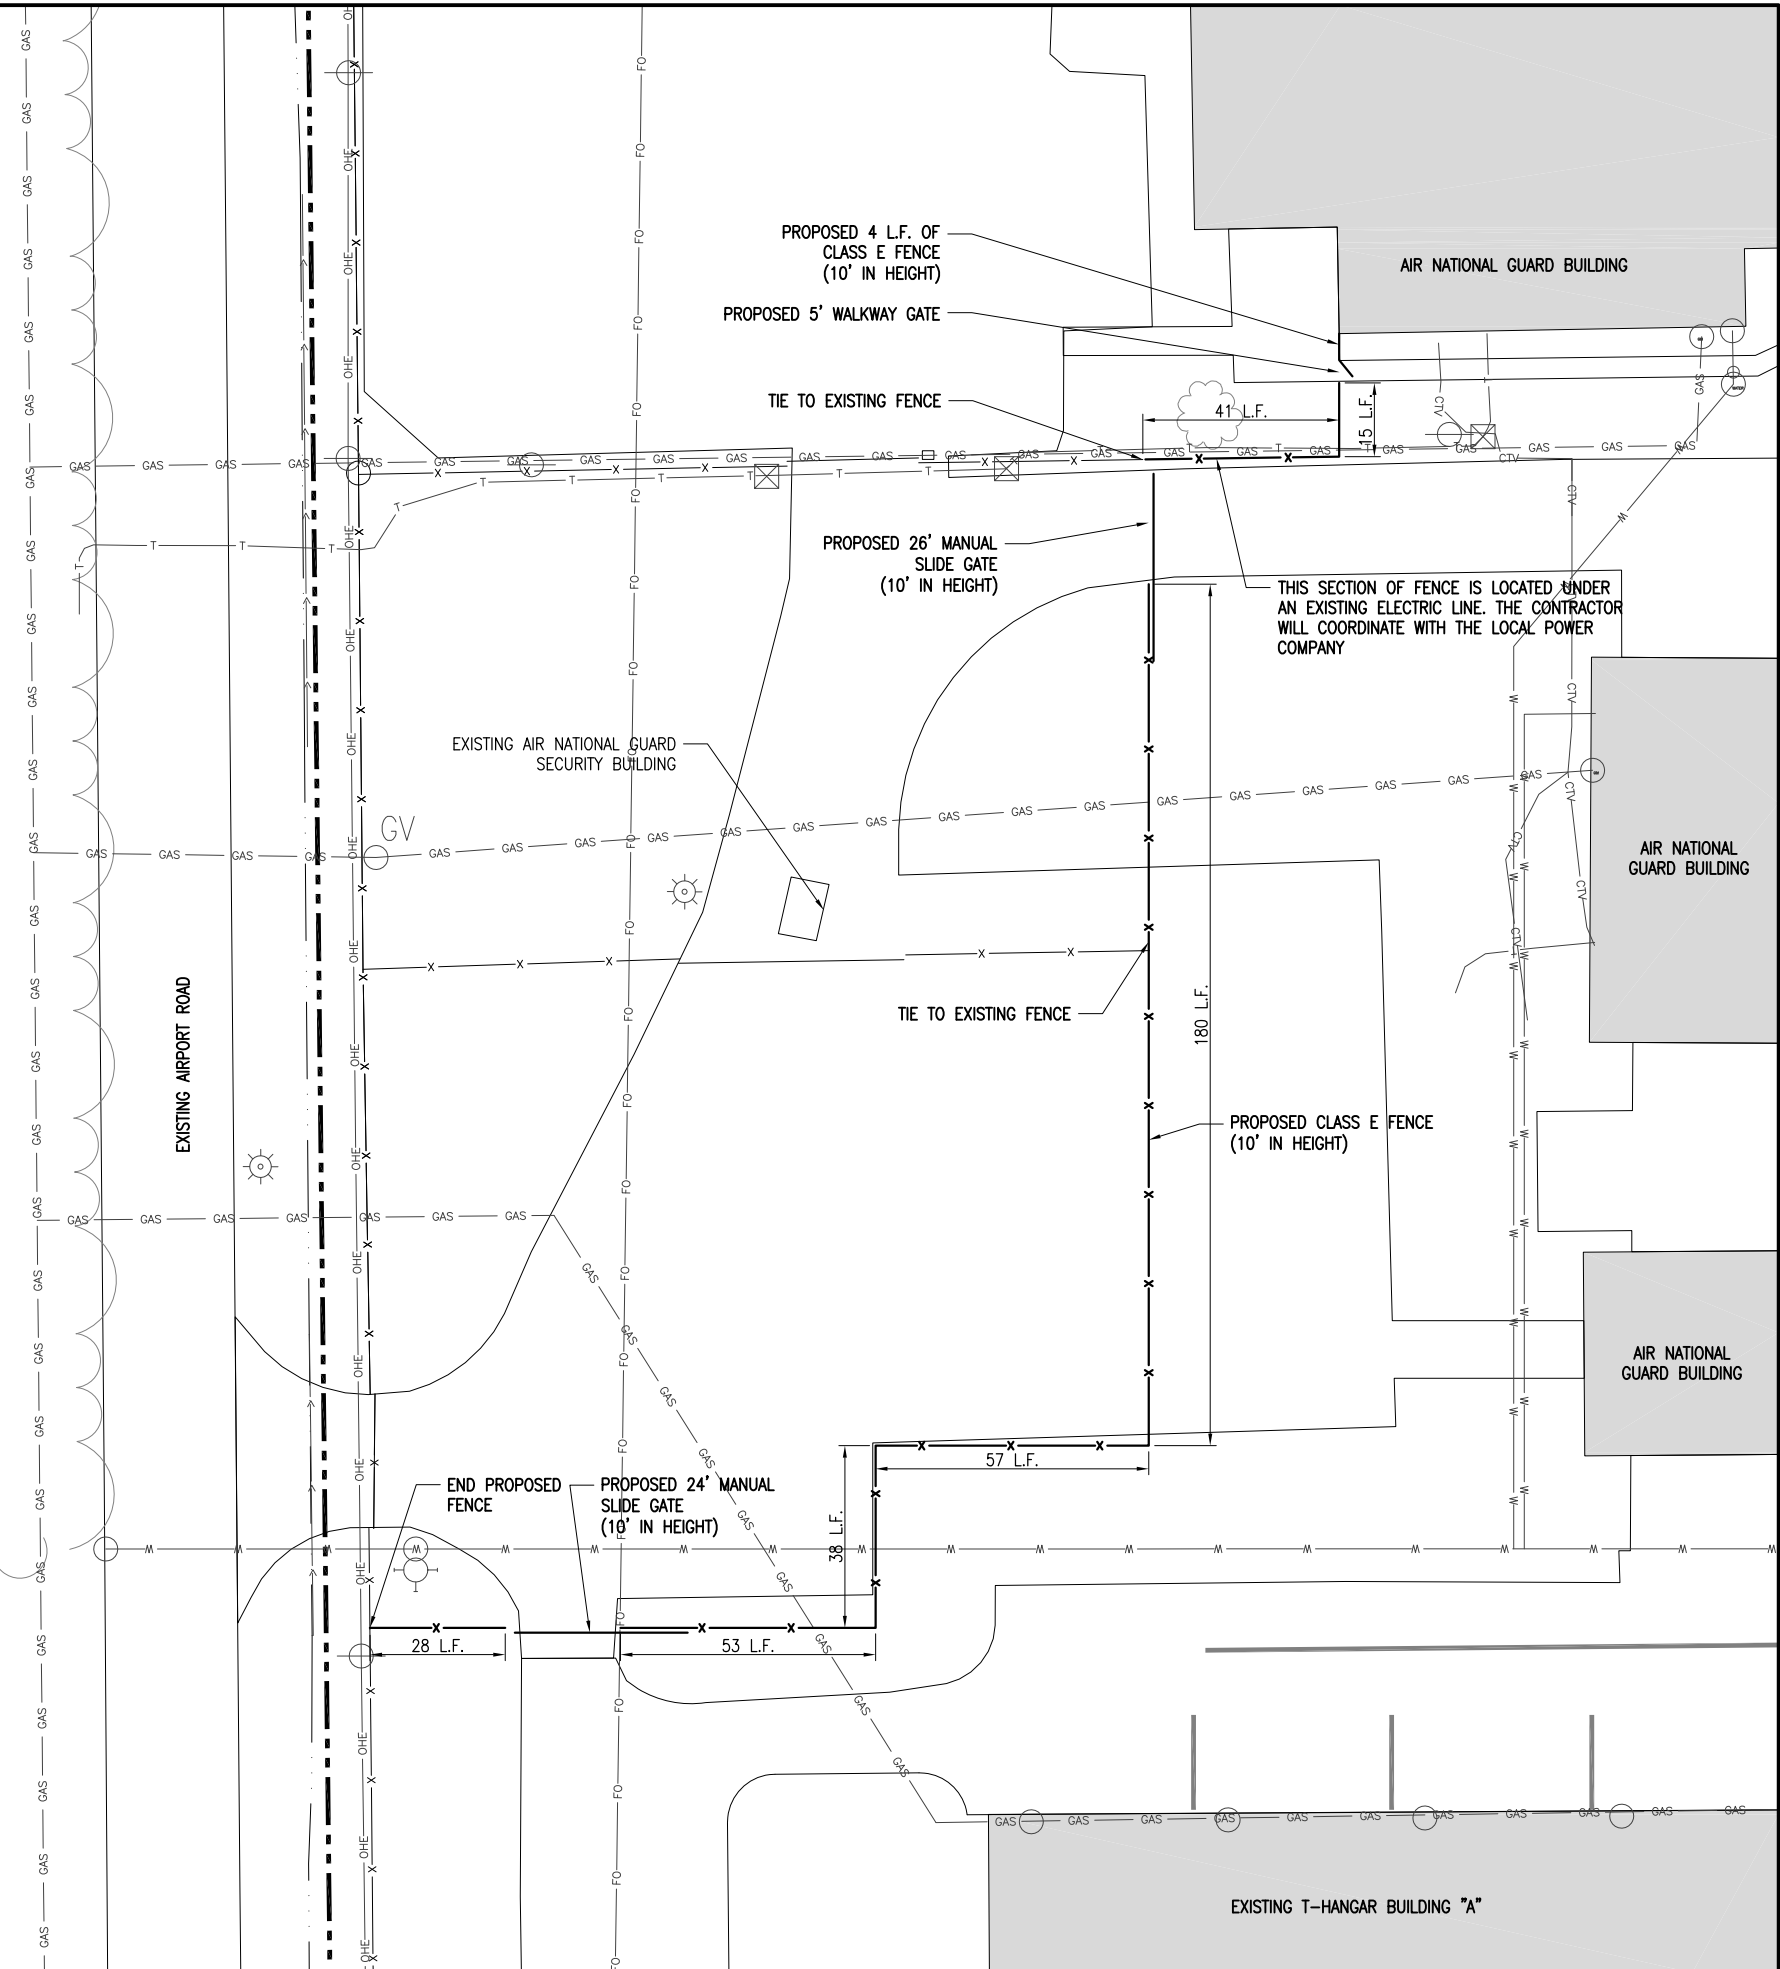 PROPOSED 4 L.F. OF
CLASS E FENCE
(10' IN HEIGHT)
AIR NATIONAL GUARD BUILDING
PROPOSED 5' WALKWAY GATE
TIE TO EXISTING FENCE
41 L.F.
15 L.F.
PROPOSED 26' MANUAL
SLIDE GATE
(10' IN HEIGHT)
THIS SECTION OF FENCE IS LOCATED UNDER
AN EXISTING ELECTRIC LINE. THE CONTRACTOR
WILL COORDINATE WITH THE LOCAL POWER
COMPANY
EXISTING AIR NATIONAL GUARD
SECURITY BUILDING
GV
AIR NATIONAL
GUARD BUILDING
EXISTING AIRPORT ROAD
TIE TO EXISTING FENCE
180 L.F.
PROPOSED CLASS E FENCE
(10' IN HEIGHT)
AIR NATIONAL
GUARD BUILDING
57 L.F.
END PROPOSED
FENCE
PROPOSED 24' MANUAL
SLIDE GATE
(10' IN HEIGHT)
38 L.F.
28 L.F.
53 L.F.
EXISTING T-HANGAR BUILDING "A"
GAS
OHE
FO
T
CTV
W
X